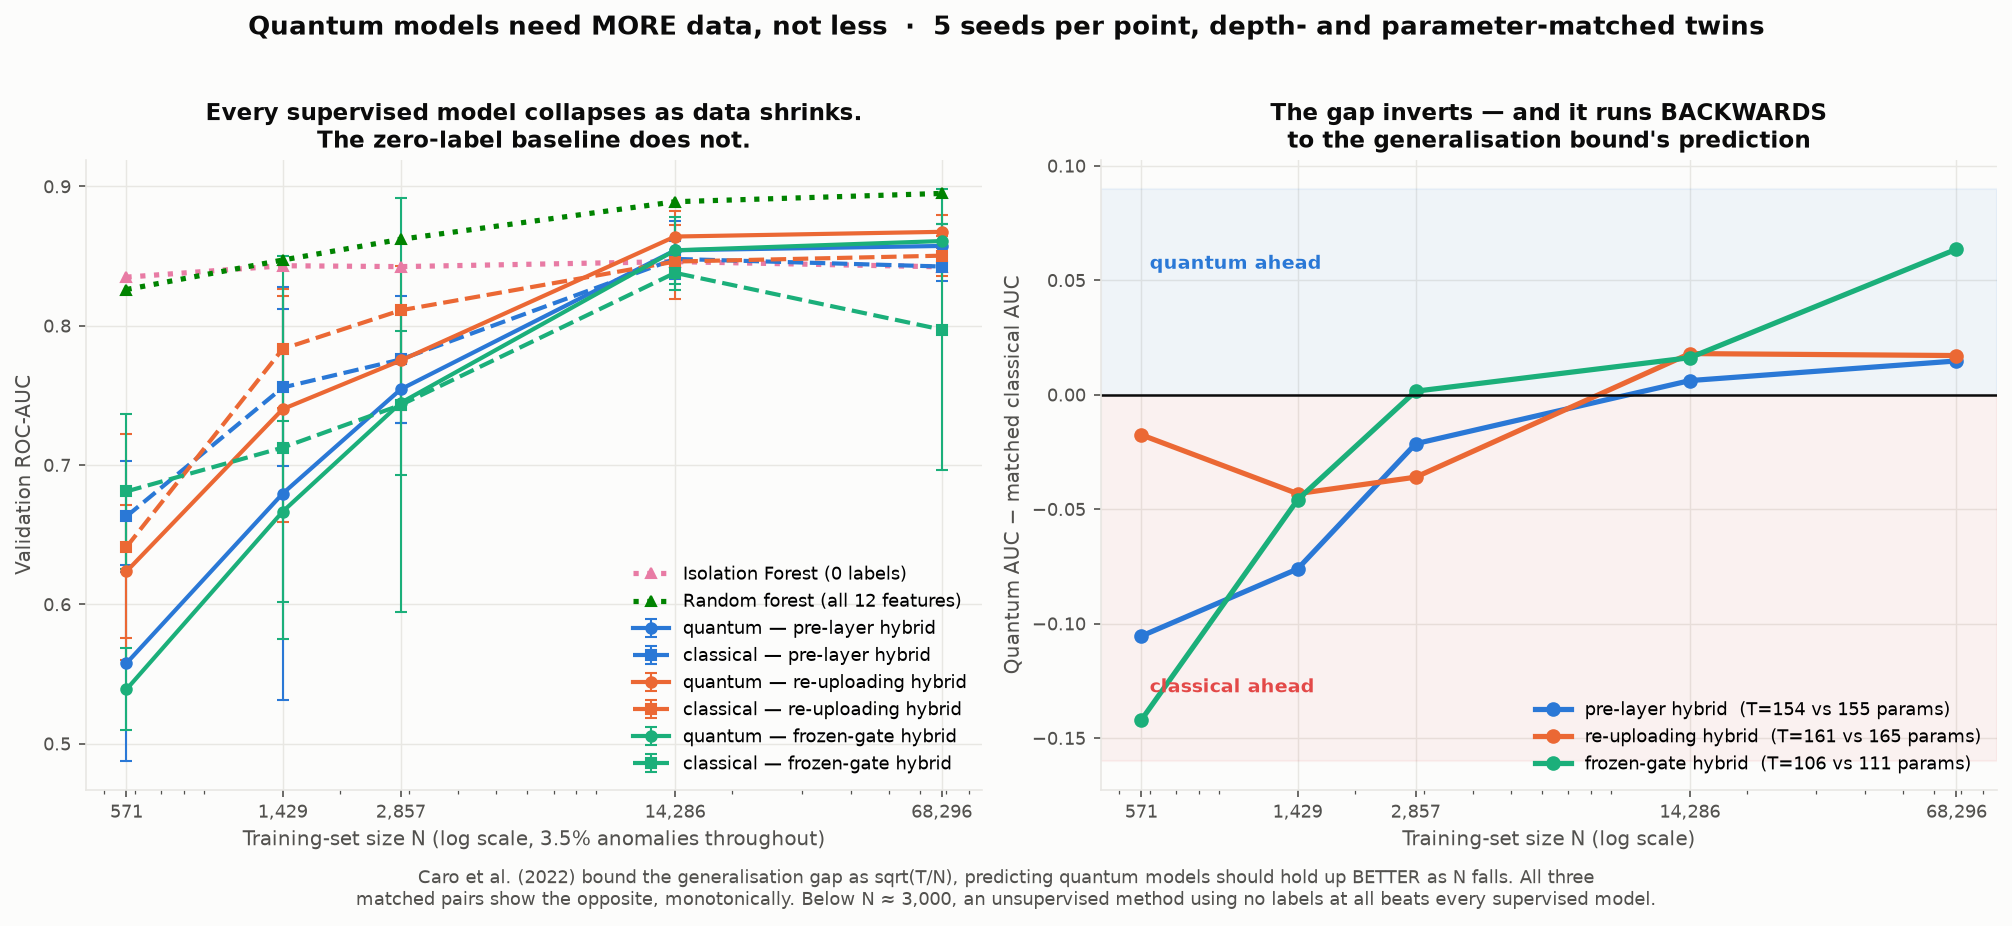 Quantum models need MORE data, not less · 5 seeds per point, depth- and parameter-matched twins
Every supervised model collapses as data shrinks.
The zero-label baseline does not.
Validation ROC-AUC
0.9
0.8
0.7
0.6
0.5
Isolation Forest (0 labels)
Random forest (all 12 features)
quantum — pre-layer hybrid
classical — pre-layer hybrid
quantum — re-uploading hybrid
classical — re-uploading hybrid
quantum — frozen-gate hybrid
classical — frozen-gate hybrid
571
1,429
2,857
14,286
68,296
Training-set size N (log scale, 3.5% anomalies throughout)
The gap inverts — and it runs BACKWARDS
to the generalisation bound's prediction
Quantum AUC − matched classical AUC
0.10
0.05
0.00
−0.05
−0.10
−0.15
quantum ahead
classical ahead
pre-layer hybrid (T=154 vs 155 params)
re-uploading hybrid (T=161 vs 165 params)
frozen-gate hybrid (T=106 vs 111 params)
571
1,429
2,857
14,286
68,296
Training-set size N (log scale)
Caro et al. (2022) bound the generalisation gap as sqrt(T/N), predicting quantum models should hold up BETTER as N falls. All three
matched pairs show the opposite, monotonically. Below N ≈ 3,000, an unsupervised method using no labels at all beats every supervised model.